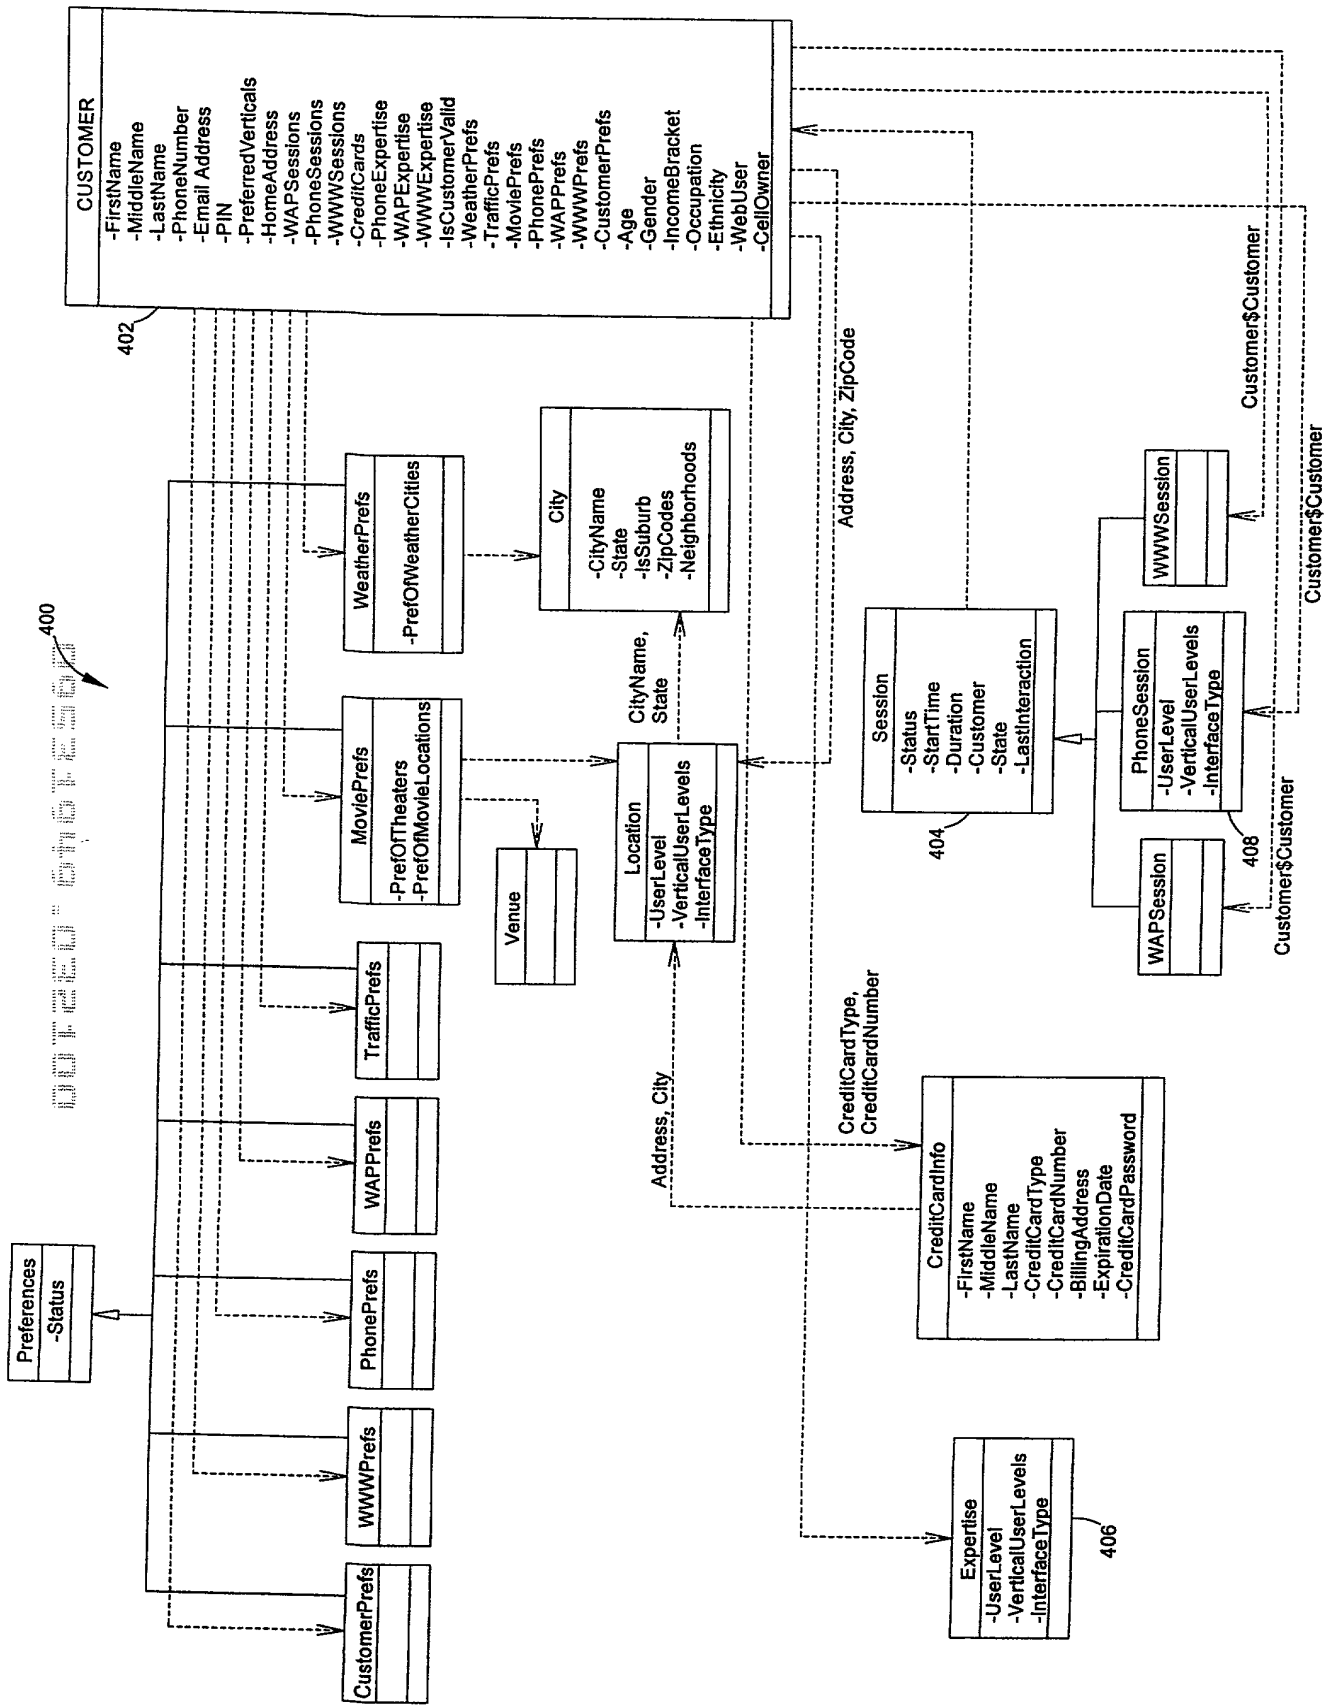 400
Preferences
-Status
CustomerPrefs
WWWPrefs
PhonePrefs
WAPPrefs
TrafficPrefs
MoviePrefs
-PrefOfTheaters
-PrefOfMovieLocations
WeatherPrefs
-PrefOfWeatherCities
402
CUSTOMER
-FirstName
-MiddleName
-LastName
-PhoneNumber
-Email Address
-PIN
-PreferredVerticals
-HomeAddress
-WAPSessions
-PhoneSessions
-WWWSessions
-CreditCards
-PhoneExpertise
-WAPExpertise
-WWWExpertise
-IsCustomerValid
-WeatherPrefs
-TrafficPrefs
-MoviePrefs
-PhonePrefs
-WAPPrefs
-WWWPrefs
-CustomerPrefs
-Age
-Gender
-IncomeBracket
-Occupation
-Ethnicity
-WebUser
-CellOwner
Venue
City
-CityName
-State
-IsSuburb
-ZipCodes
-Neighborhoods
CityName,
State
Location
-UserLevel
-VerticalUserLevels
-InterfaceType
Address, City
Address, City, ZipCode
CreditCardType,
CreditCardNumber
Expertise
-UserLevel
-VerticalUserLevels
-InterfaceType
406
CreditCardInfo
-FirstName
-MiddleName
-LastName
-CreditCardType
-CreditCardNumber
-BillingAddress
-ExpirationDate
-CreditCardPassword
Session
-Status
-StartTime
-Duration
-Customer
-State
-LastInteraction
404
WAPSession
PhoneSession
-UserLevel
-VerticalUserLevels
-InterfaceType
408
WWWSession
Customer$Customer
Customer$Customer
Customer$Customer